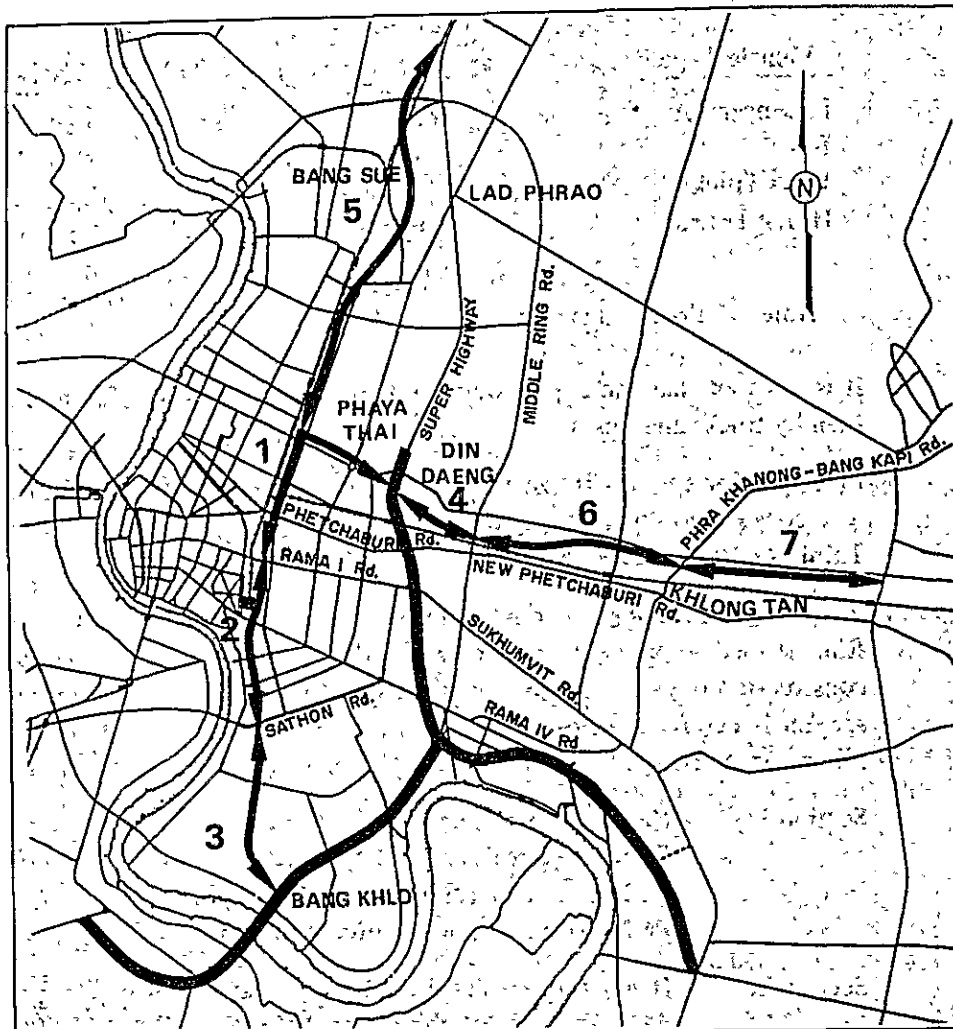 BANG SUE
5
LAD PHRAO
N
SUPER HIGHWAY
MIDDLE RING Rd.
PHAYA
THAI
1
DIN
DAENG
4
6
PHRA KHANONG-BANG KAPI Rd.
PHETCHABURI Rd.
7
RAMA I Rd.
NEW PHETCHABURI Rd.
KHLONG TAN
2
SUKHUMVIT Rd.
SATHON Rd.
RAMA IV Rd
3
BANG KHLO